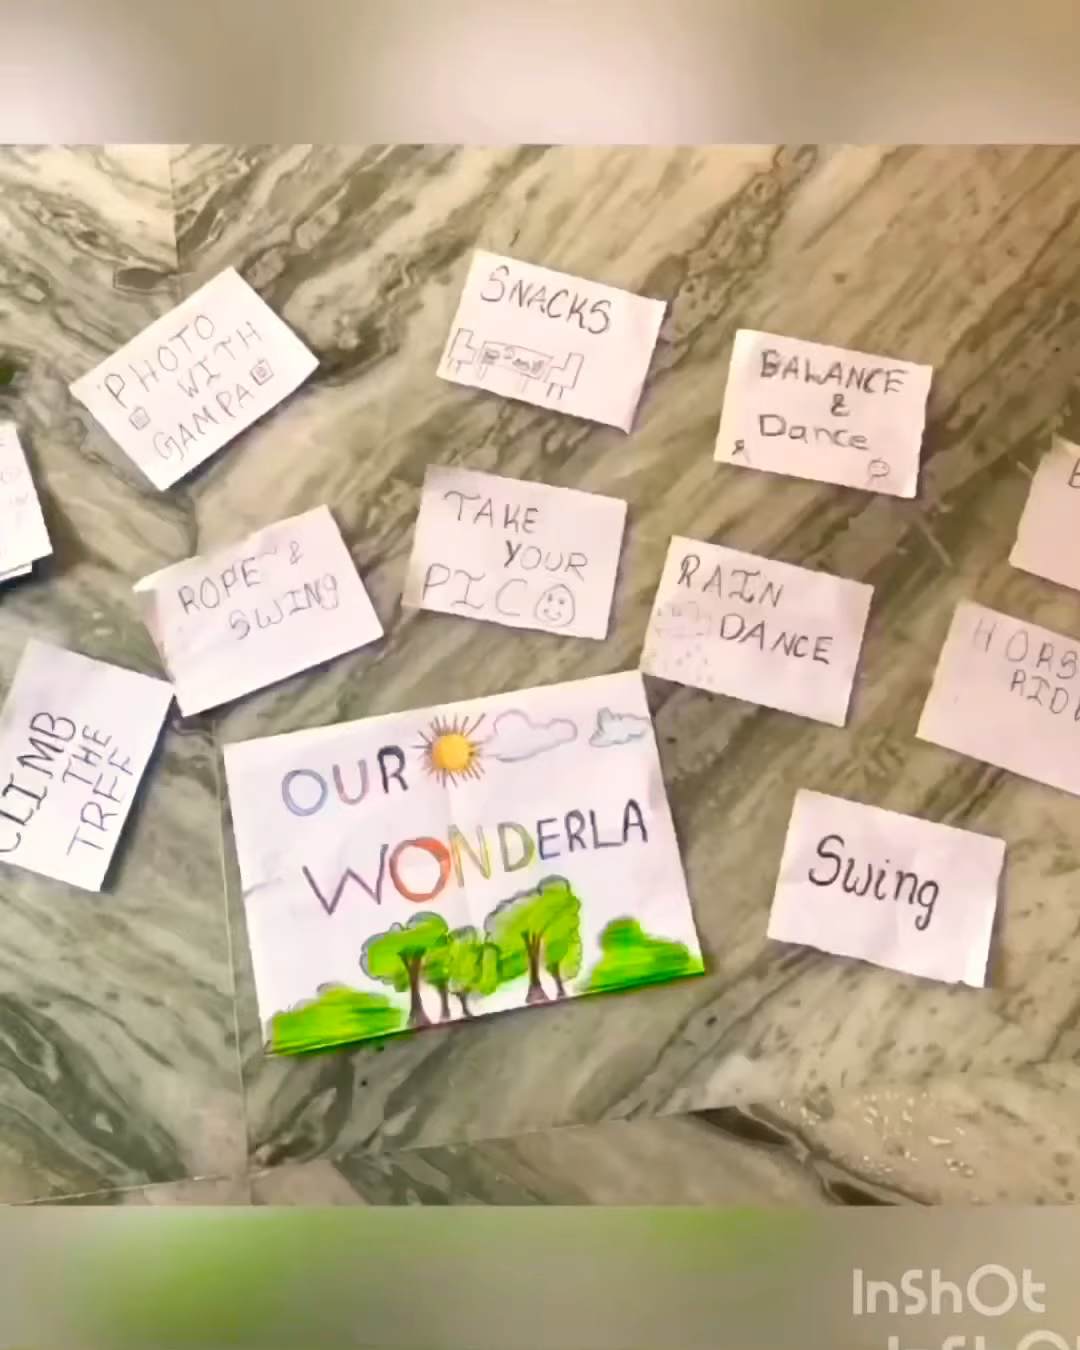 PHOTO
WITH
GAMPA
SNACKS
BALANCE
&
Dance
ROPE &
SWING
TAKE
YOUR
PIC
RAIN
DANCE
CLIMB
THE
TREE
OUR
WONDERLA
Swing
InShOt